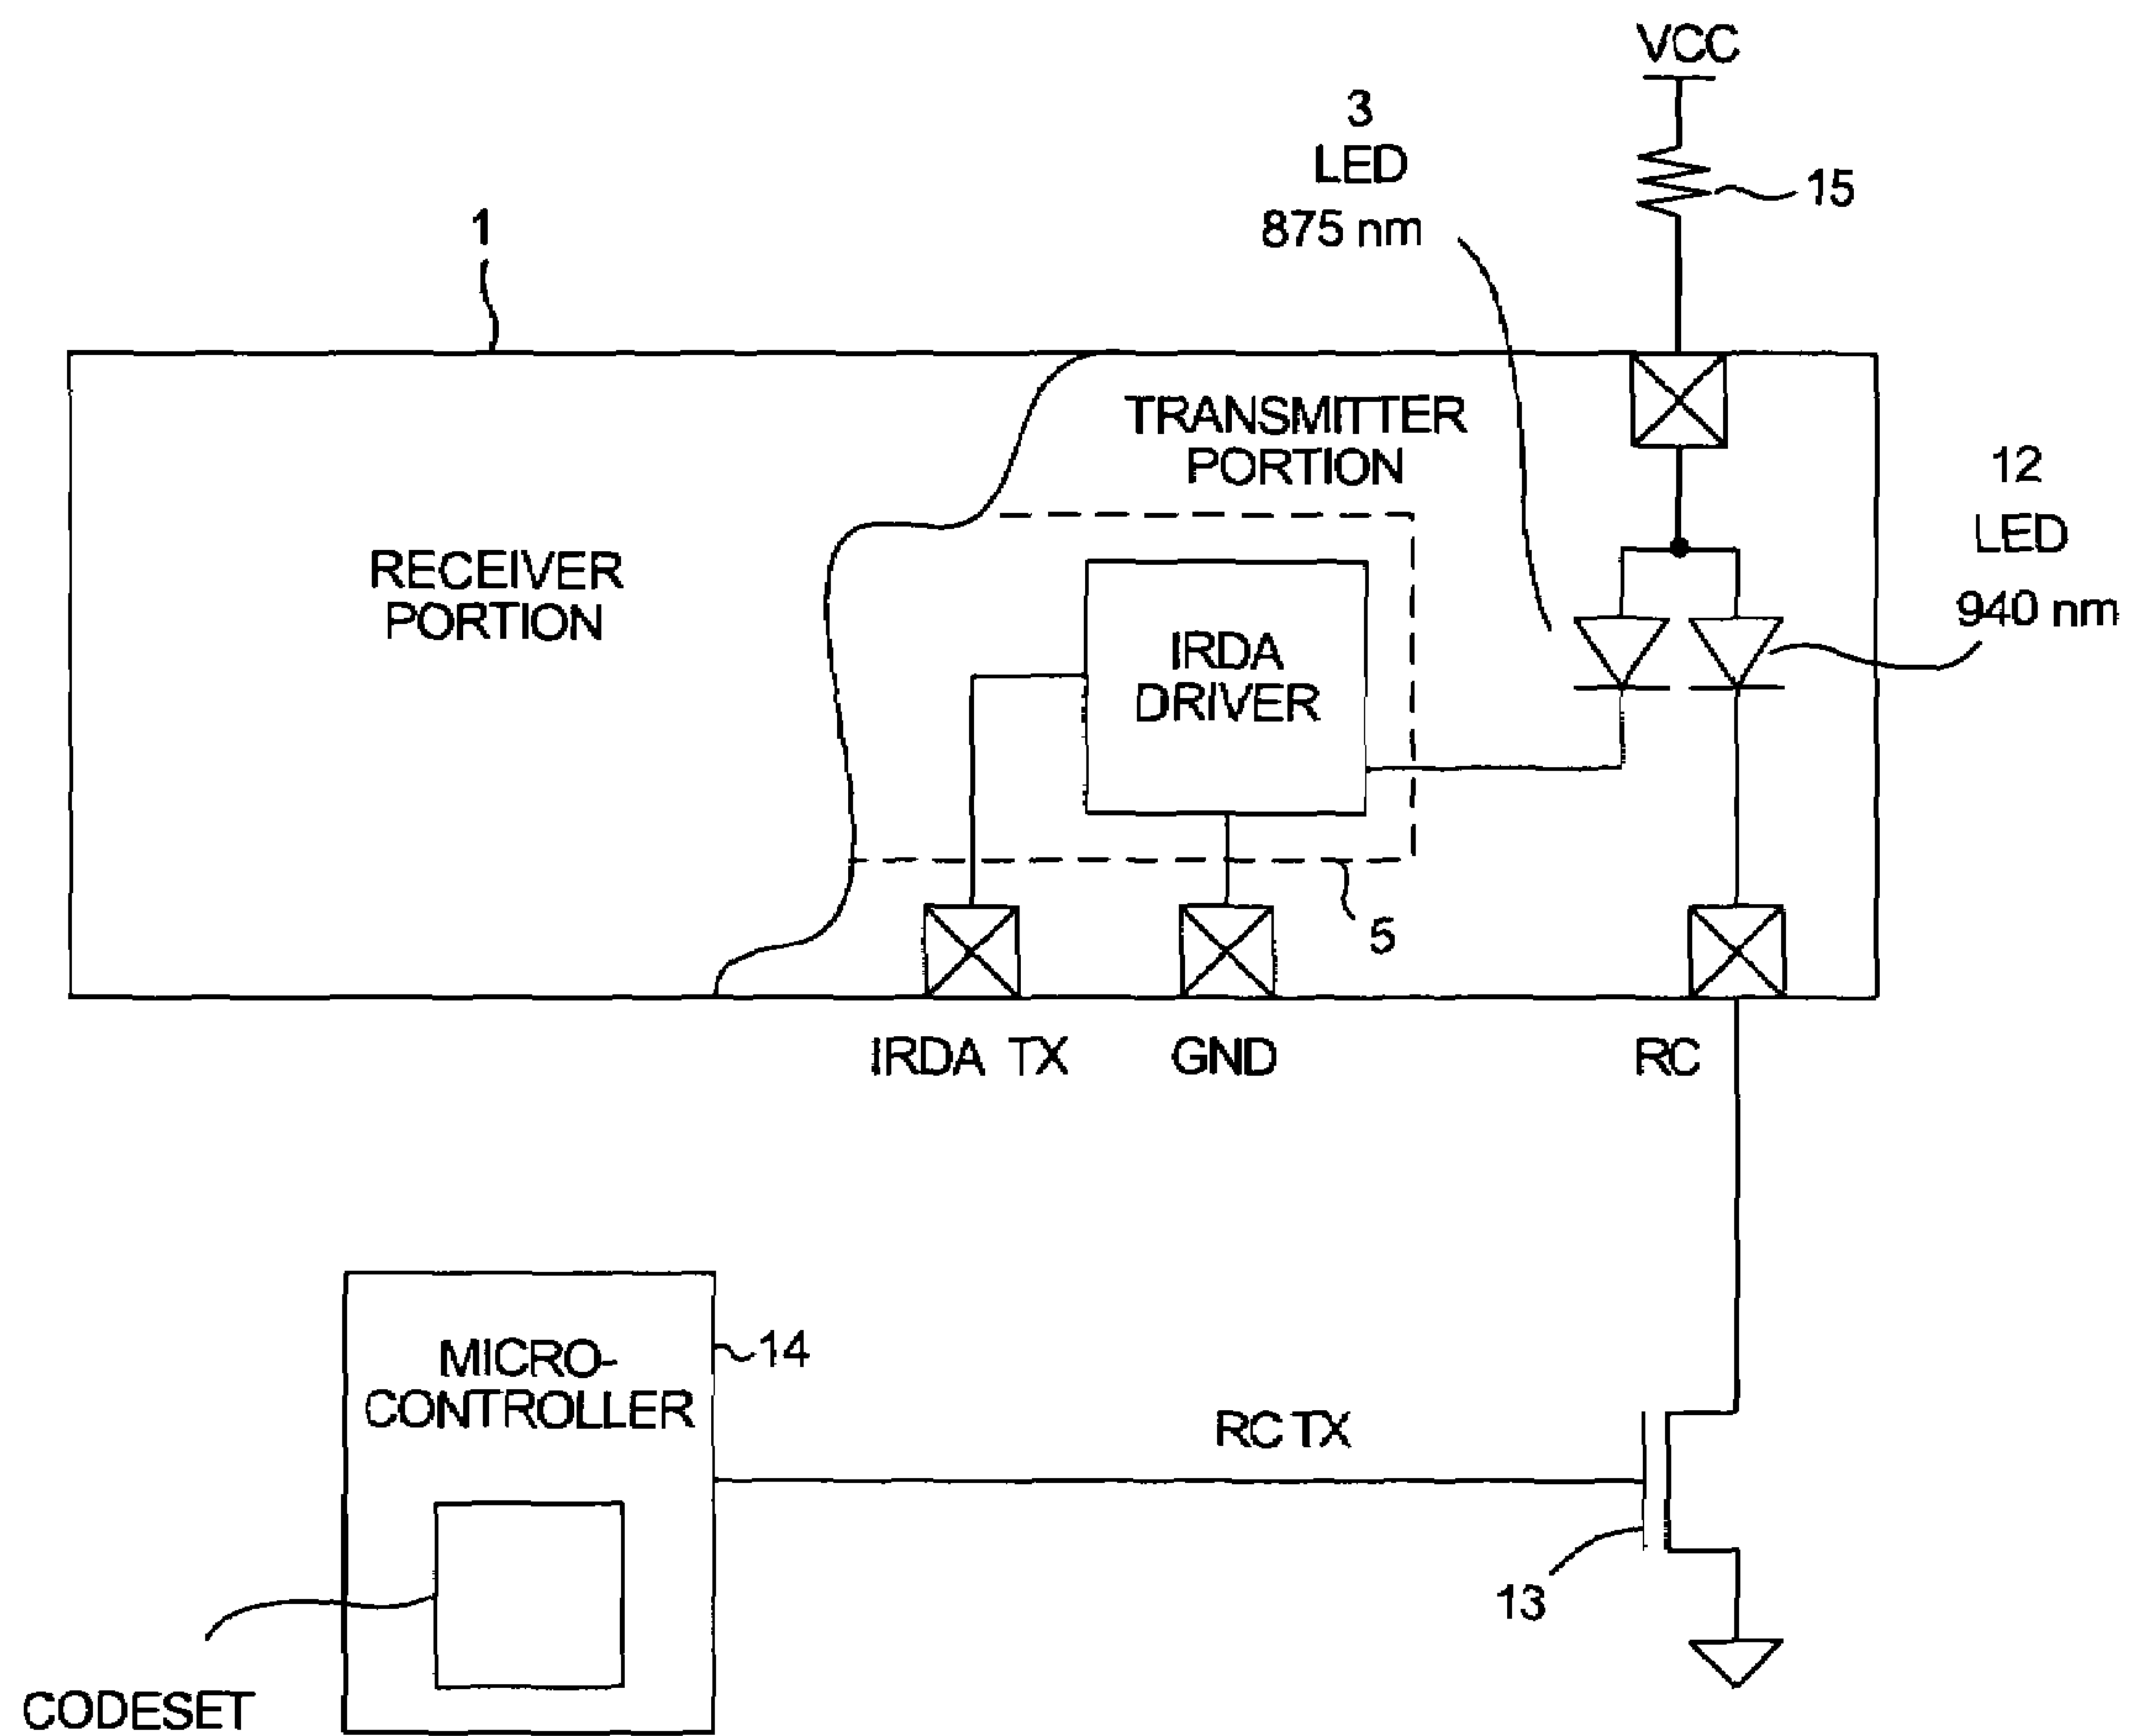 VCC
3
LED
875 nm
15
1
TRANSMITTER
PORTION
12
LED
940 nm
RECEIVER
PORTION
IRDA
DRIVER
5
IRDA TX
GND
RC
MICRO-
CONTROLLER
14
RC TX
13
CODESET